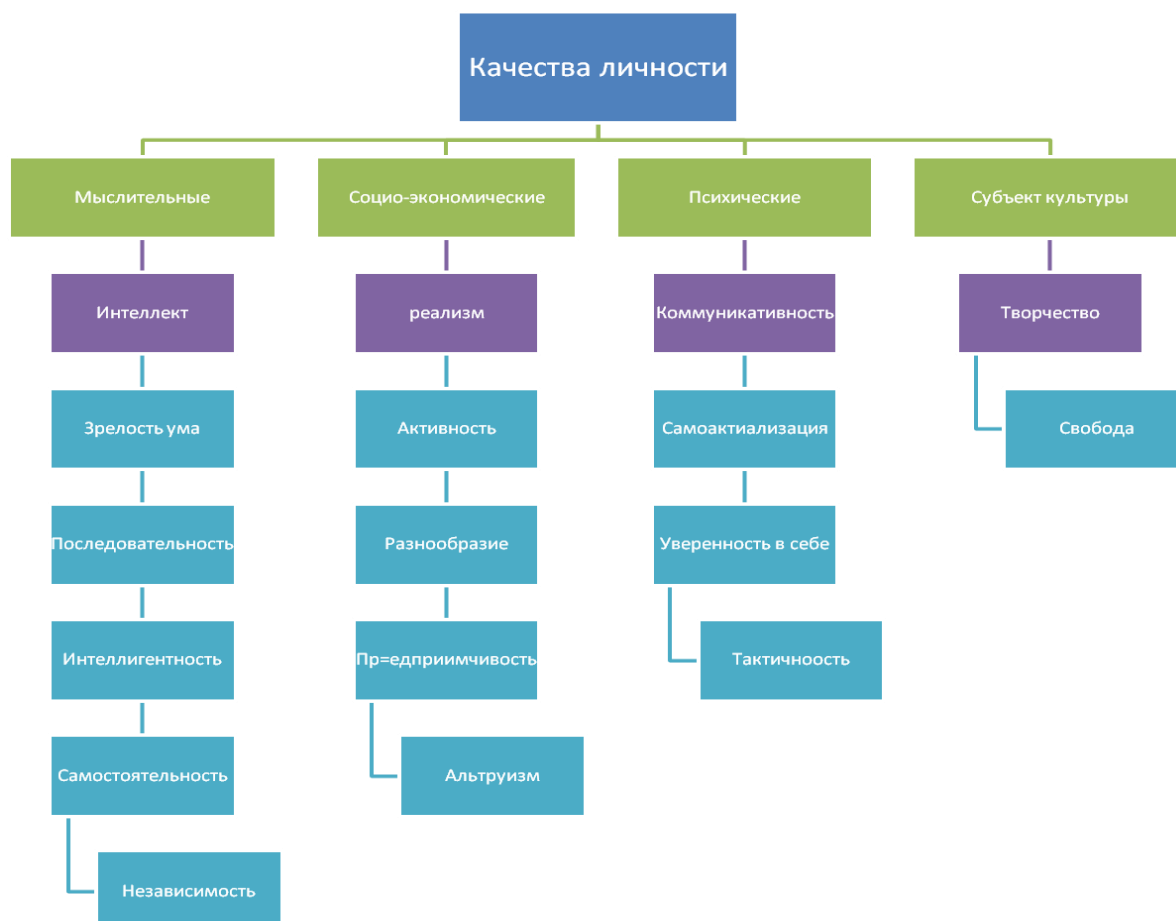 Качества личности
Мыслительные
Социо-экономические
Психические
Субъект культуры
Интеллект
реализм
Коммуникативность
Творчество
Зрелость ума
Активность
Самоактиализация
Свобода
Последовательность
Разнообразие
Уверенность в себе
Интеллигентность
Пр=едприимчивость
Тактичноость
Самостоятельность
Альтруизм
Независимость